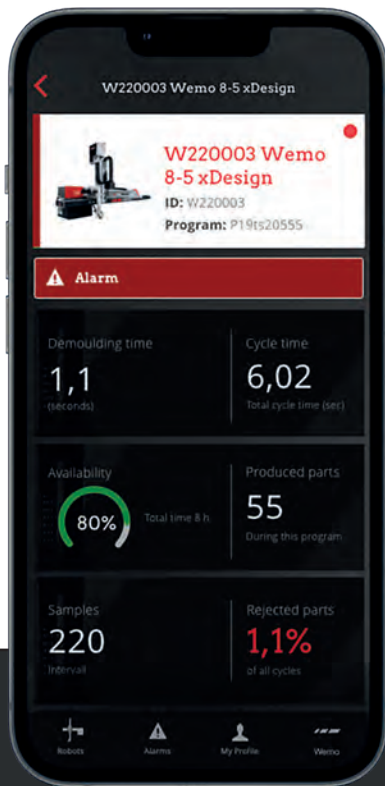 W220003 Wemo 8-5 xDesign
W220003 Wemo
8-5 xDesign
ID: W220003
Program: P19ts20555
Alarm
Demoulding time
1,1
(seconds)
Cycle time
6,02
Total cycle time (sec)
Availability
80%
Total time 8 h
Produced parts
55
During this program
Samples
220
Intervall
Rejected parts
1,1%
of all cycles
Robots
Alarms
My Profile
Wemo